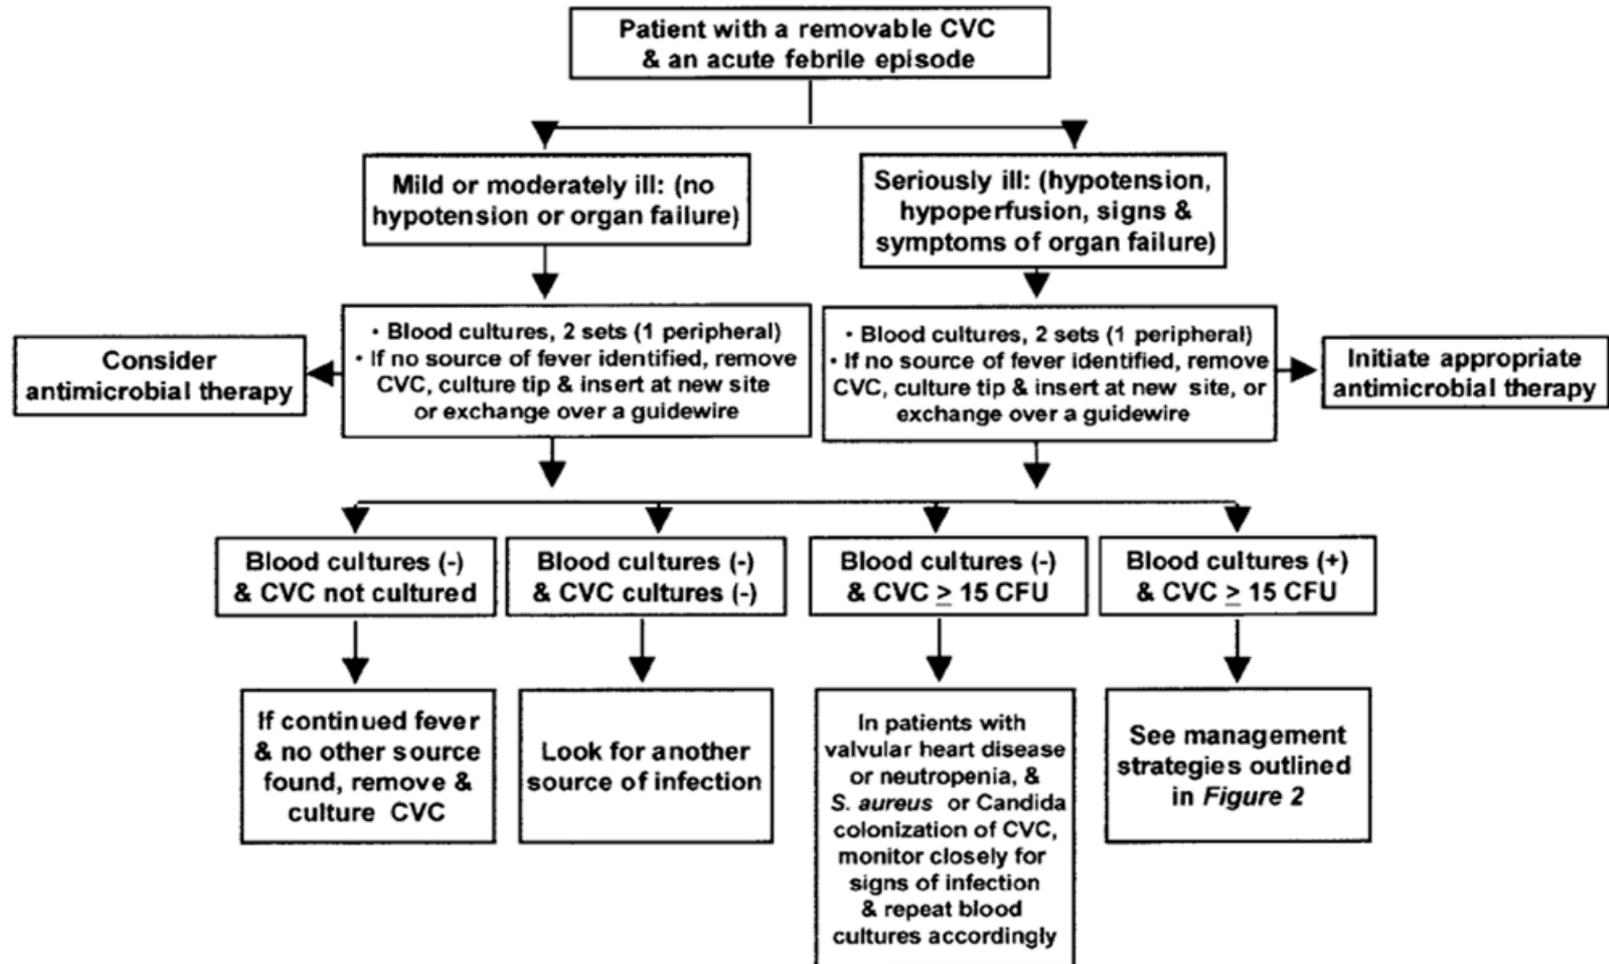 Patient with a removable CVC
& an acute febrile episode
Mild or moderately ill: (no
hypotension or organ failure)
Seriously ill: (hypotension,
hypoperfusion, signs &
symptoms of organ failure)
Consider
antimicrobial therapy
• Blood cultures, 2 sets (1 peripheral)
• If no source of fever identified, remove
CVC, culture tip & insert at new site
or exchange over a guidewire
• Blood cultures, 2 sets (1 peripheral)
• If no source of fever identified, remove
CVC, culture tip & insert at new site, or
exchange over a guidewire
Initiate appropriate
antimicrobial therapy
Blood cultures (-)
& CVC not cultured
Blood cultures (-)
& CVC cultures (-)
Blood cultures (-)
& CVC ≥ 15 CFU
Blood cultures (+)
& CVC ≥ 15 CFU
If continued fever
& no other source
found, remove &
culture CVC
Look for another
source of infection
In patients with
valvular heart disease
or neutropenia, &
S. aureus or Candida
colonization of CVC,
monitor closely for
signs of infection
& repeat blood
cultures accordingly
See management
strategies outlined
in Figure 2